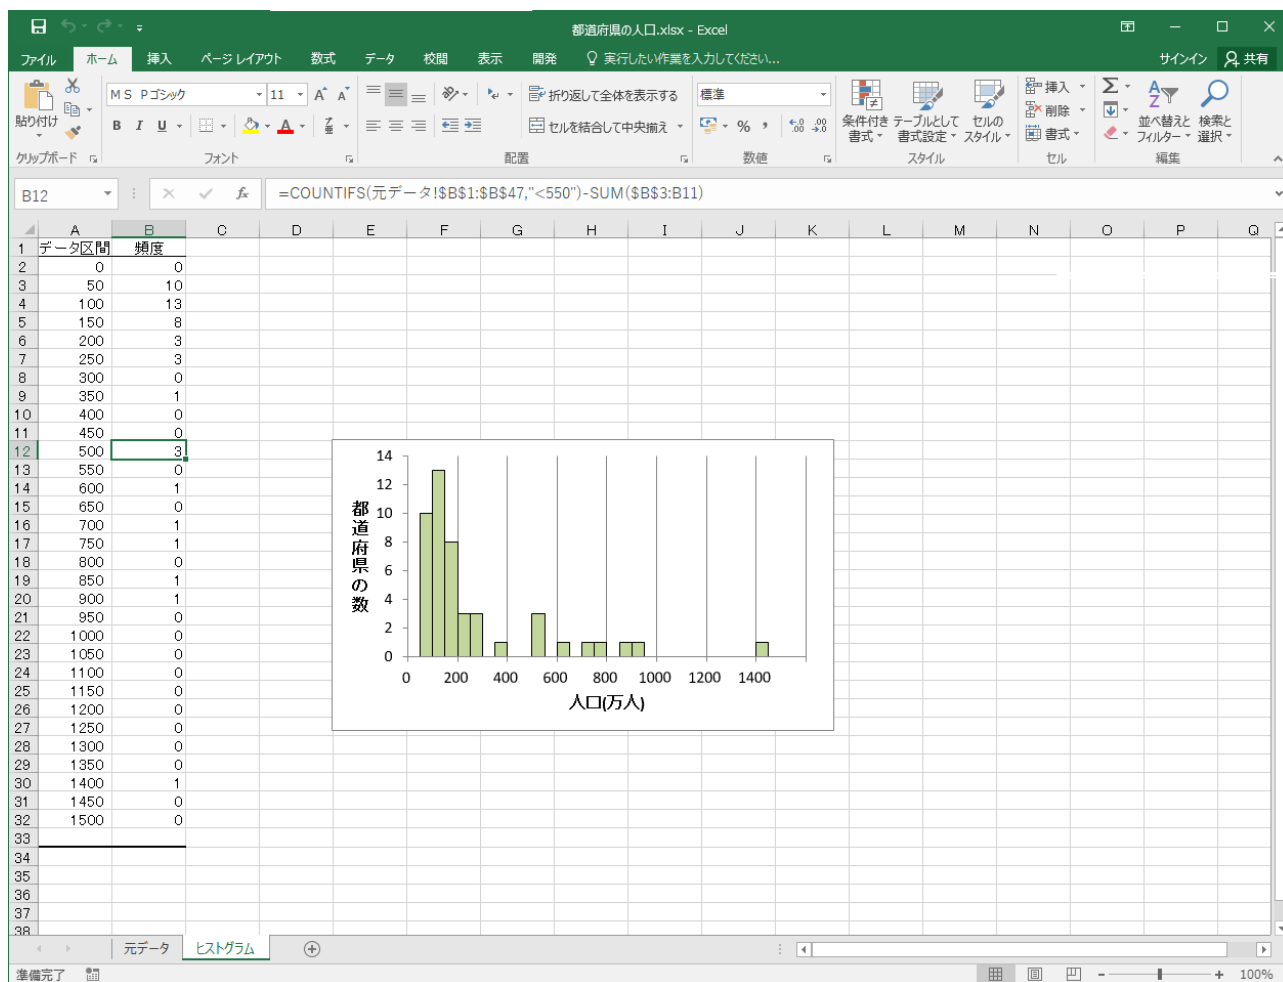 都道府県の人口.xlsx - Excel
ファイル ホーム 挿入 ページ レイアウト 数式 データ 校閲 表示 開発 実行したい作業を入力してください... サインイン 共有
MS Pゴシック 11 A A 折り返して全体を表示する 標準 挿入
貼り付け B I U A セルを結合して中央揃え % 条件付き書式 テーブルとして書式設定 セルのスタイル 削除 書式 並べ替えとフィルター 検索と選択
クリップボード フォント 配置 数値 スタイル セル 編集
B12 fx =COUNTIFS(元データ!$B$1:$B$47,"<550")-SUM($B$3:B11)
A B C D E F G H I J K L M N O P Q
1 データ区間 頻度
2 0 0
3 50 10
4 100 13
5 150 8
6 200 3
7 250 3
8 300 0
9 350 1
10 400 0
11 450 0
12 500 3
13 550 0
14 600 1
15 650 0
16 700 1
17 750 1
18 800 0
19 850 1
20 900 1
21 950 0
22 1000 0
23 1050 0
24 1100 0
25 1150 0
26 1200 0
27 1250 0
28 1300 0
29 1350 0
30 1400 1
31 1450 0
32 1500 0
33
34
35
36
37
38
都道府県の数
14
12
10
8
6
4
2
0
0 200 400 600 800 1000 1200 1400
人口(万人)
元データ ヒストグラム
準備完了 100%